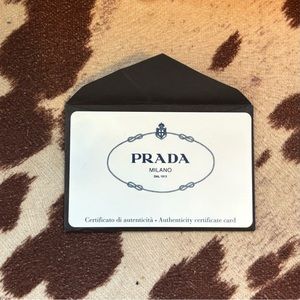 PRADA
MILANO
DAL 1913
Certificato di autenticità - Authenticity certificate card